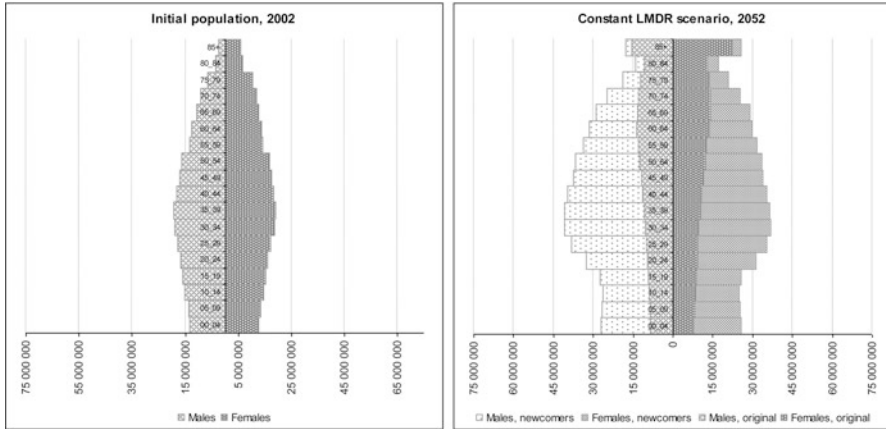 Initial population, 2002
85+
80_84
75_79
70_74
65_69
60_64
55_59
50_54
45_49
40_44
35_39
30_34
25_29
20_24
15_19
10_14
05_09
00_04
75 000 000
55 000 000
35 000 000
15 000 000
5 000 000
25 000 000
45 000 000
65 000 000
Males
Females
Constant LMDR scenario, 2052
85+
80_84
75_79
70_74
65_69
60_64
55_59
50_54
45_49
40_44
35_39
30_34
25_29
20_24
15_19
10_14
05_09
00_04
75 000 000
60 000 000
45 000 000
30 000 000
15 000 000
0
15 000 000
30 000 000
45 000 000
60 000 000
75 000 000
Males, newcomers
Females, newcomers
Males, original
Females, original